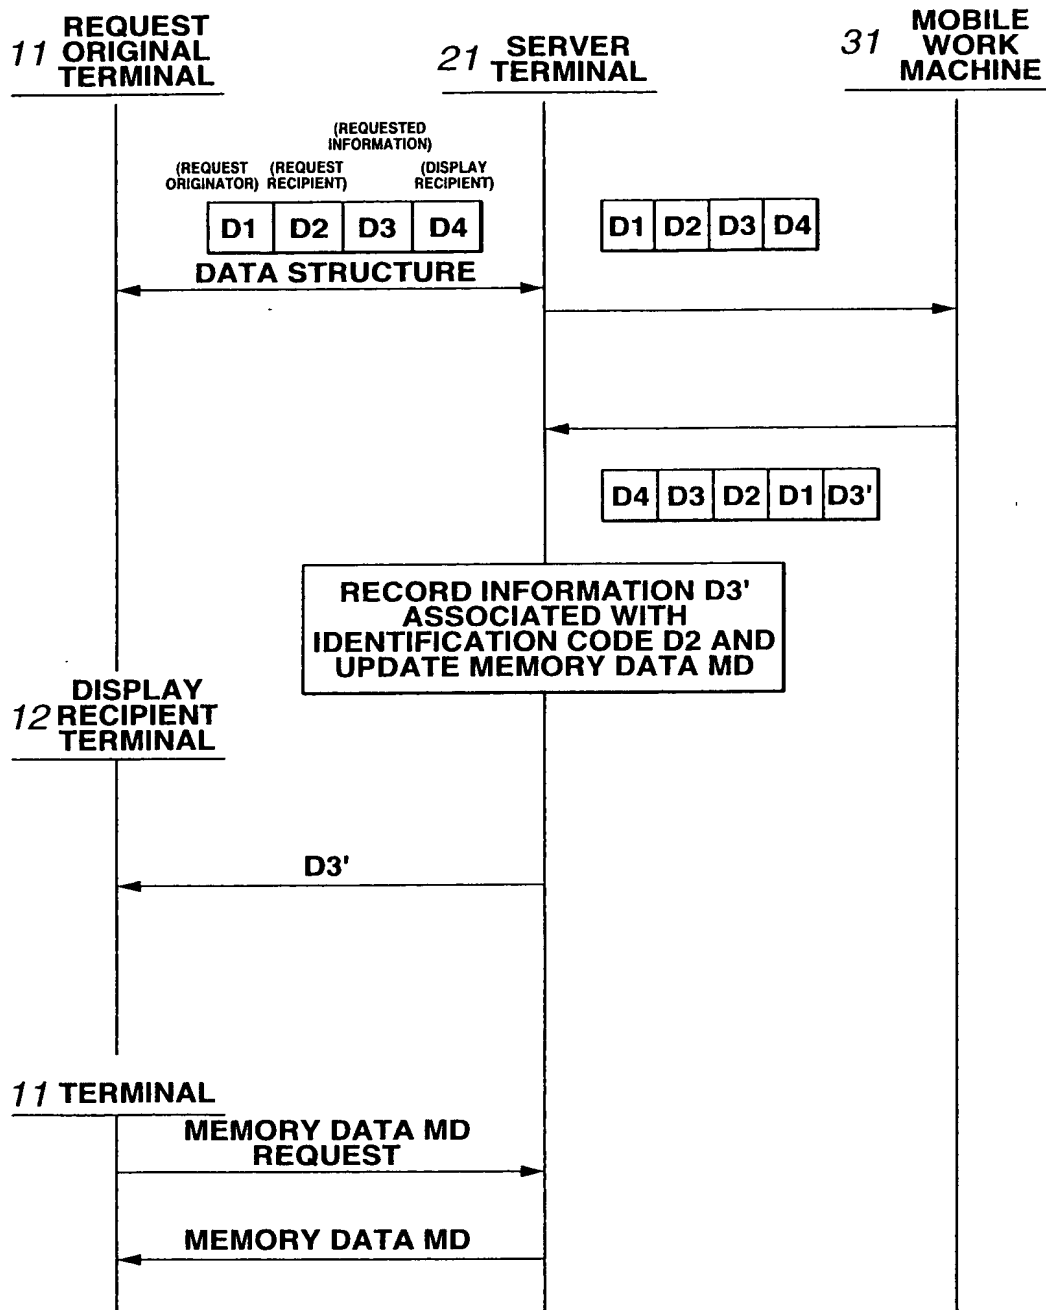 11 REQUEST
ORIGINAL
TERMINAL
21 SERVER
TERMINAL
31 MOBILE
WORK
MACHINE
(REQUESTED
INFORMATION)
(REQUEST
ORIGINATOR)
(REQUEST
RECIPIENT)
(DISPLAY
RECIPIENT)
D1 D2 D3 D4
DATA STRUCTURE
D1 D2 D3 D4
D4 D3 D2 D1 D3'
RECORD INFORMATION D3'
ASSOCIATED WITH
IDENTIFICATION CODE D2 AND
UPDATE MEMORY DATA MD
12 DISPLAY
RECIPIENT
TERMINAL
D3'
11 TERMINAL
MEMORY DATA MD
REQUEST
MEMORY DATA MD